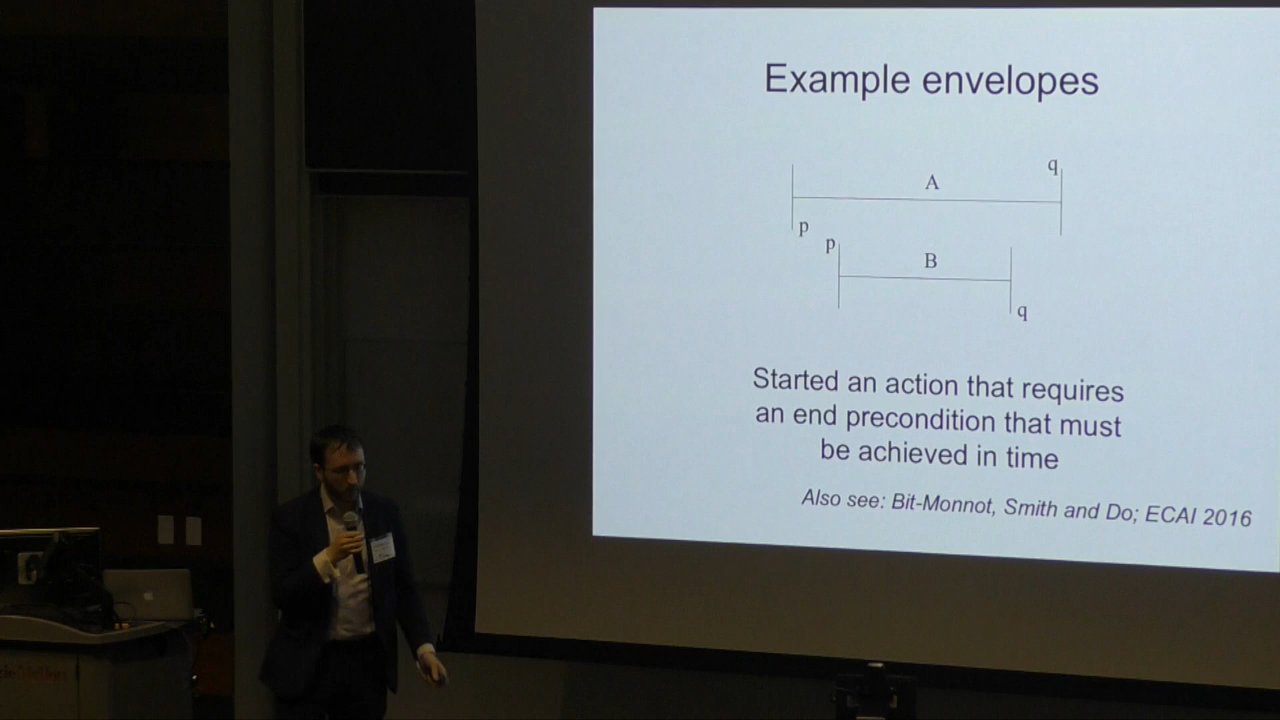 Example envelopes
q
A
p
p
B
q
Started an action that requires
an end precondition that must
be achieved in time
Also see: Bit-Monnot, Smith and Do; ECAI 2016